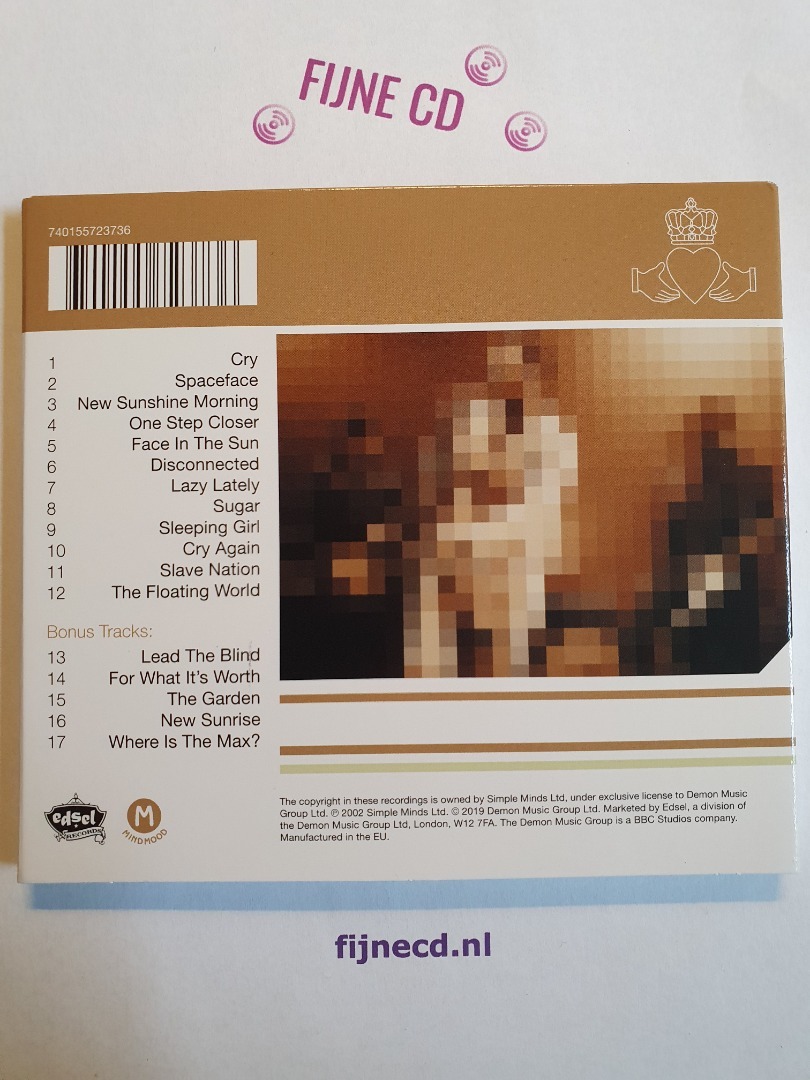 FIJNE CD
740155723736
1 Cry
2 Spaceface
3 New Sunshine Morning
4 One Step Closer
5 Face In The Sun
6 Disconnected
7 Lazy Lately
8 Sugar
9 Sleeping Girl
10 Cry Again
11 Slave Nation
12 The Floating World
Bonus Tracks:
13 Lead The Blind
14 For What It's Worth
15 The Garden
16 New Sunrise
17 Where Is The Max?
edsel
RECORDS
M
MINDMOOD
The copyright in these recordings is owned by Simple Minds Ltd, under exclusive license to Demon Music
Group Ltd. ℗ 2002 Simple Minds Ltd. © 2019 Demon Music Group Ltd. Marketed by Edsel, a division of
the Demon Music Group Ltd, London, W12 7FA. The Demon Music Group is a BBC Studios company.
Manufactured in the EU.
fijnecd.nl